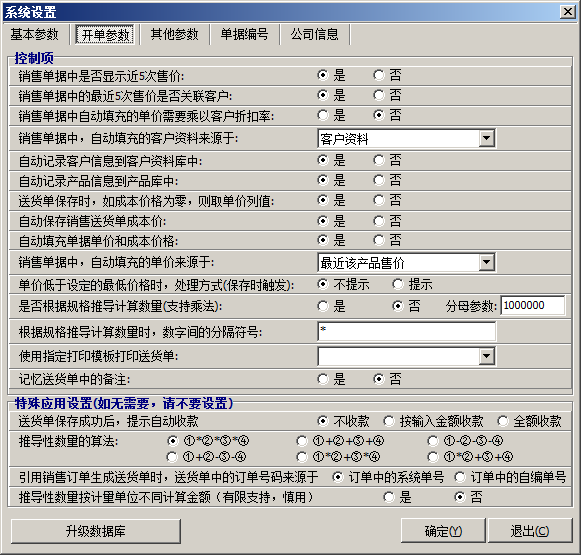 系统设置
基本参数 开单参数 其他参数 单据编号 公司信息
控制项
销售单据中是否显示近5次售价: 是 否
销售单据中的最近5次售价是否关联客户: 是 否
销售单据中自动填充的单价需要乘以客户折扣率: 是 否
销售单据中，自动填充的客户资料来源于: 客户资料
自动记录客户信息到客户资料库中: 是 否
自动记录产品信息到产品库中: 是 否
送货单保存时，如成本价格为零，则取单价列值: 是 否
自动保存销售送货单成本价: 是 否
自动填充单据单价和成本价格: 是 否
销售单据中，自动填充的单价来源于: 最近该产品售价
单价低于设定的最低价格时，处理方式(保存时触发): 不提示 提示
是否根据规格推导计算数量(支持乘法): 是 否 分母参数: 1000000
根据规格推导计算数量时，数字间的分隔符号: *
使用指定打印模板打印送货单:
记忆送货单中的备注: 是 否
特殊应用设置(如无需要，请不要设置)
送货单保存成功后，提示自动收款 不收款 按输入金额收款 全额收款
推导性数量的算法: ①*②*③*④ ①+②+③+④ ①-②-③-④
①+②-③-④ ①*②+③*④ ①*②+③+④
引用销售订单生成送货单时，送货单中的订单号码来源于 订单中的系统单号 订单中的自编单号
推导性数量按计量单位不同计算金额（有限支持，慎用） 是 否
升级数据库 确定(Y) 退出(C)